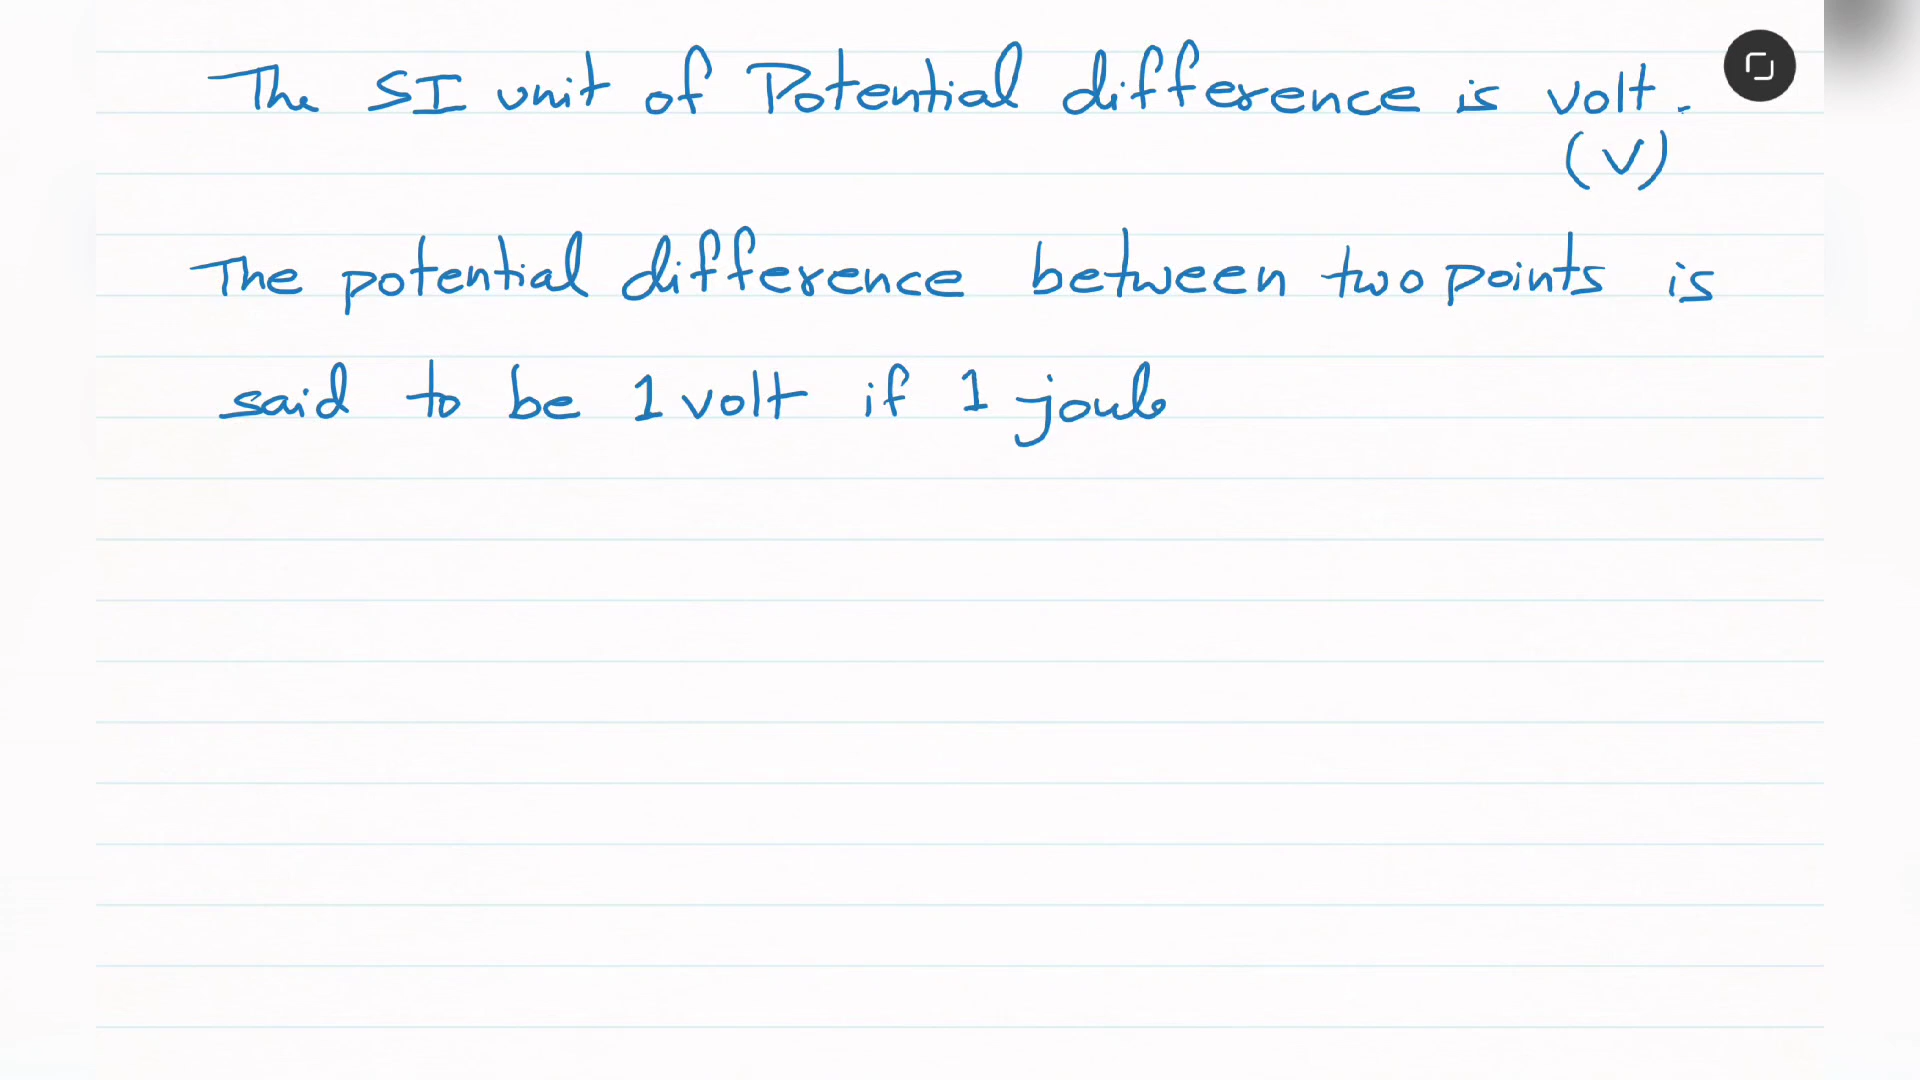 The SI unit of Potential difference is volt.
(V)
The potential difference between two points is
said to be 1 volt if 1 joule